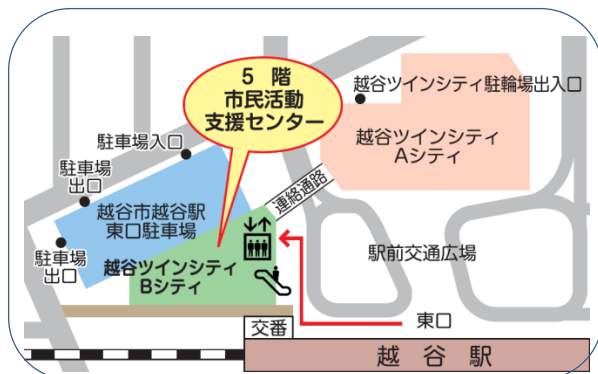 5 階
市民活動
支援センター
越谷ツインシティ駐輪場出入口
駐車場入口
越谷ツインシティ
Aシティ
駐車場
出口
連絡通路
越谷市越谷駅
東口駐車場
駅前交通広場
駐車場
出口
越谷ツインシティ
Bシティ
交番
東口
越谷駅